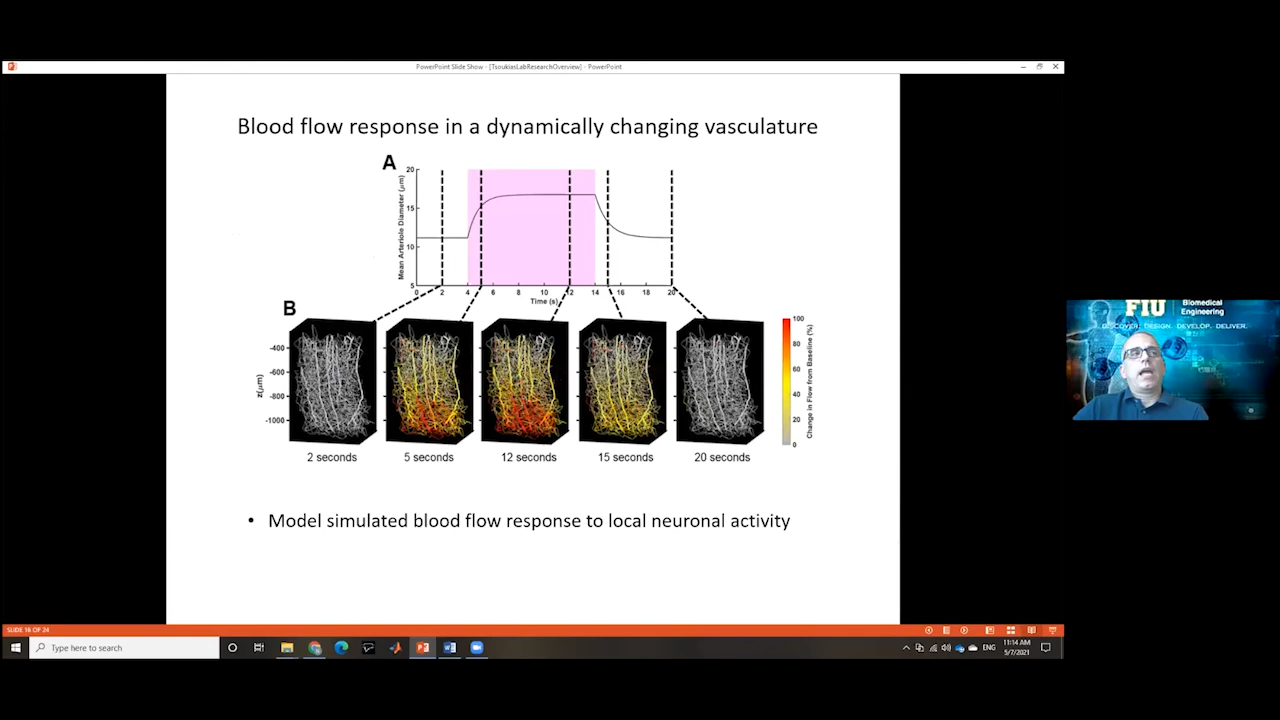 PowerPoint Slide Show - [TsoukiasLabResearchOverview] - PowerPoint
Blood flow response in a dynamically changing vasculature
A
Mean Arteriole Diameter (μm)
20
15
10
5
0 2 4 6 8 10 12 14 16 18 20
Time (s)
B
z(μm)
-400
-600
-800
-1000
2 seconds
5 seconds
12 seconds
15 seconds
20 seconds
100
80
60
40
20
0
Change in Flow from Baseline (%)
• Model simulated blood flow response to local neuronal activity
FIU
Biomedical
Engineering
DISCOVER. DESIGN. DEVELOP. DELIVER.
SLIDE 16 OF 24
Type here to search
ENG
11:14 AM
5/7/2021